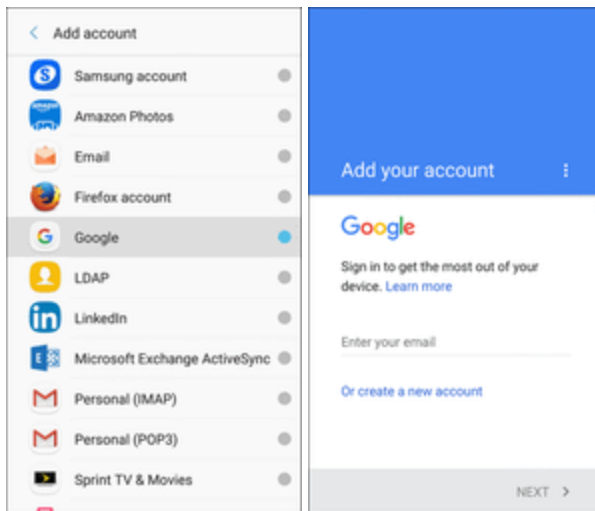 Add account
Samsung account
Amazon Photos
Email
Firefox account
Google
LDAP
LinkedIn
Microsoft Exchange ActiveSync
Personal (IMAP)
Personal (POP3)
Sprint TV & Movies
Add your account
Google
Sign in to get the most out of your
device. Learn more
Enter your email
Or create a new account
NEXT